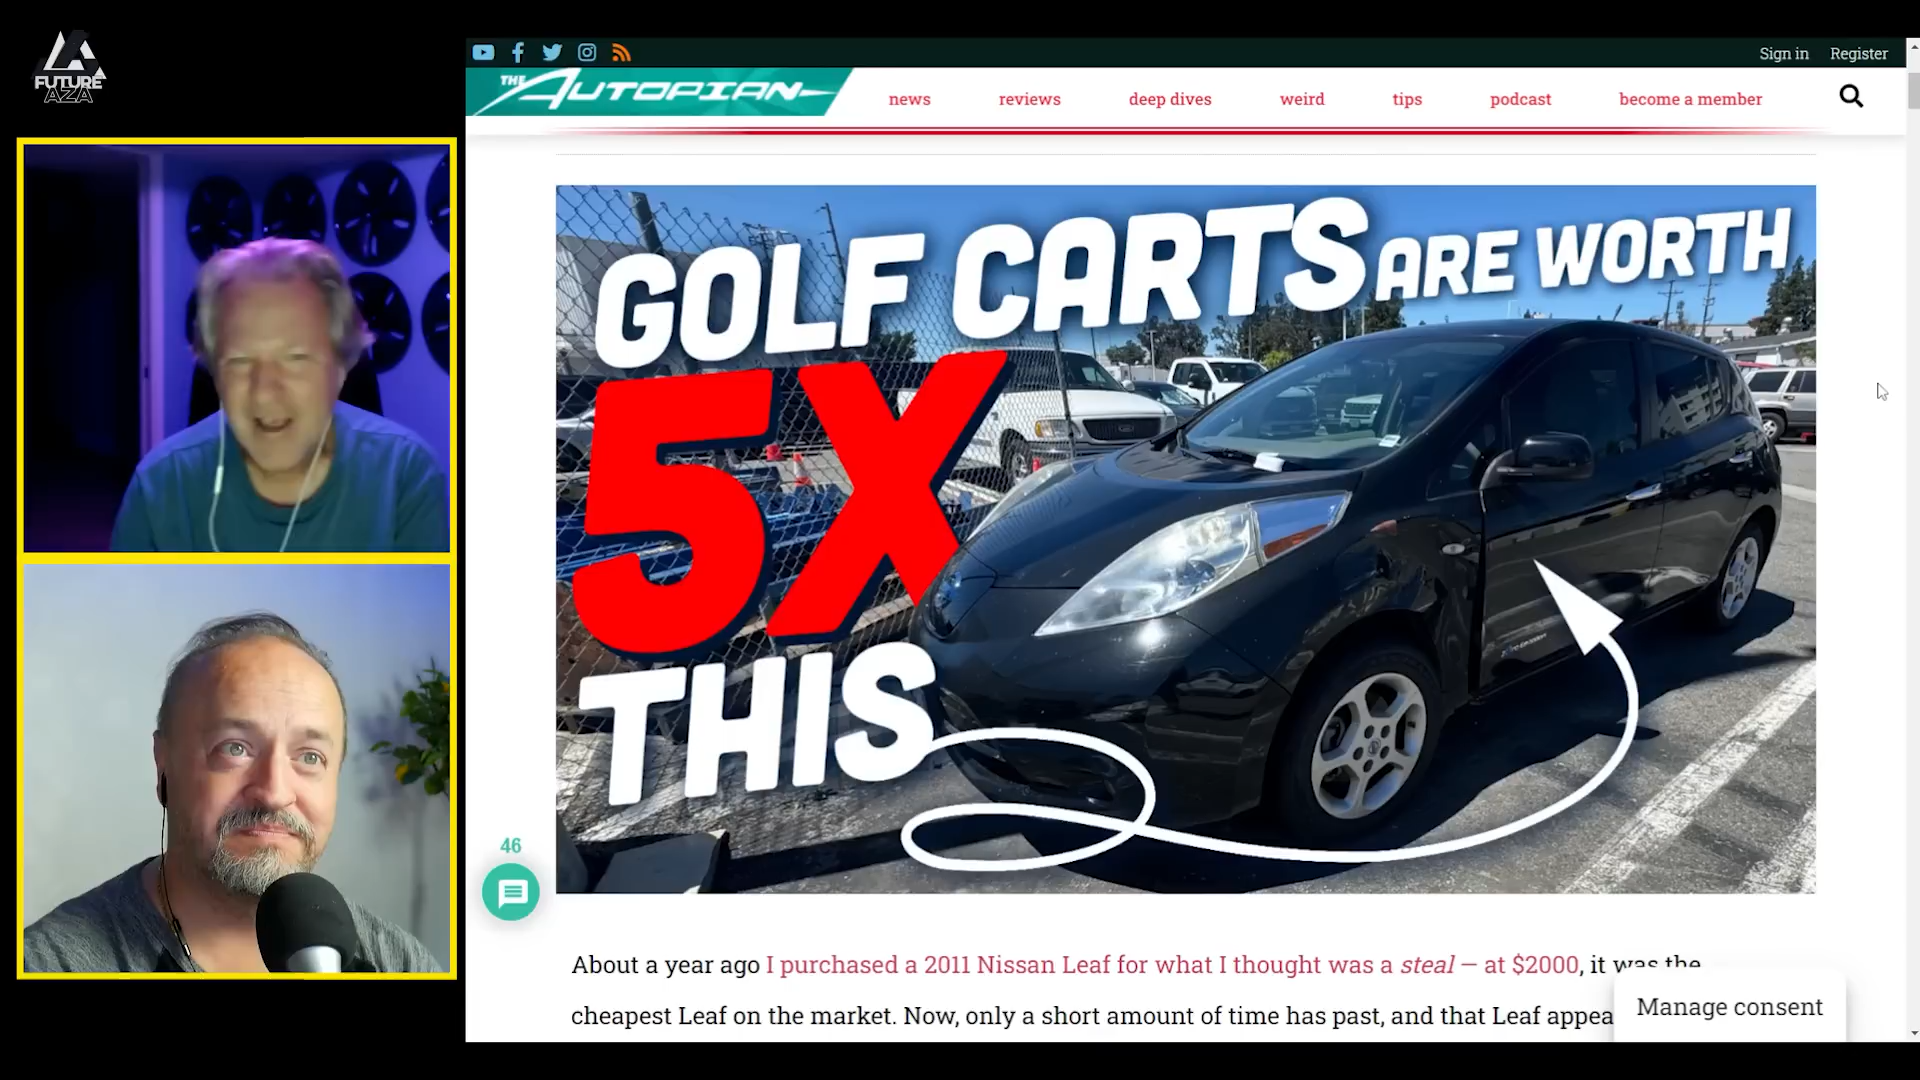 FUTURE
AZA
Sign in Register
THE AUTOPIAN
news reviews deep dives weird tips podcast become a member
GOLF CARTS ARE WORTH
5X
THIS
46
About a year ago I purchased a 2011 Nissan Leaf for what I thought was a steal — at $2000, it was the
cheapest Leaf on the market. Now, only a short amount of time has past, and that Leaf appea
Manage consent